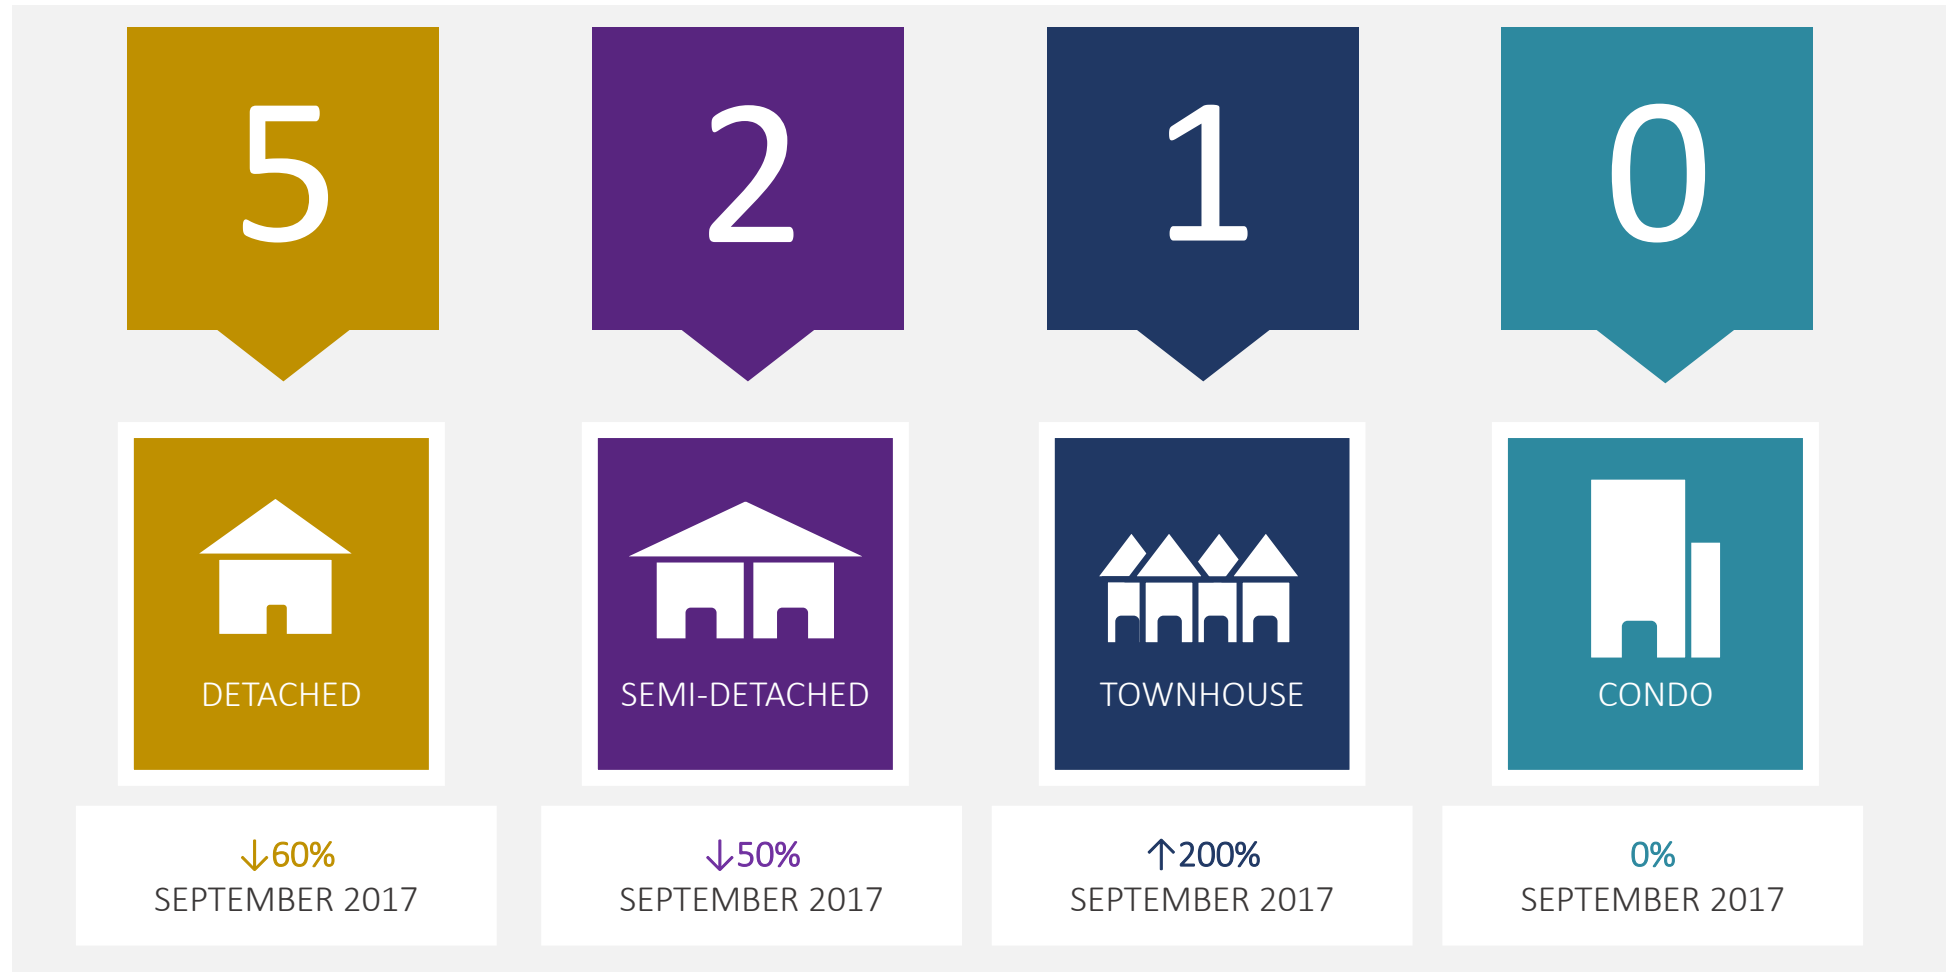 5
2
1
0
DETACHED
SEMI-DETACHED
TOWNHOUSE
CONDO
↓60%
SEPTEMBER 2017
↓50%
SEPTEMBER 2017
↑200%
SEPTEMBER 2017
0%
SEPTEMBER 2017